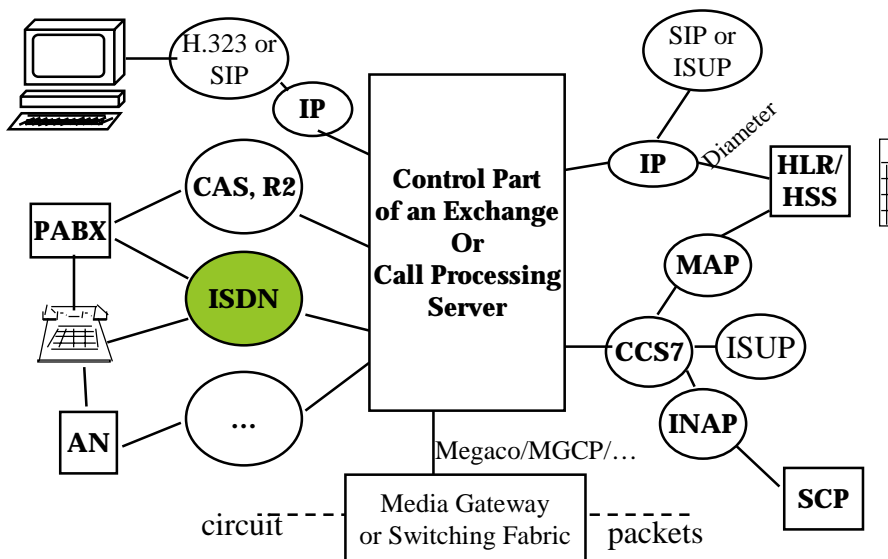 H.323 or
SIP
IP
SIP or
ISUP
Diameter
IP
HLR/
HSS
CAS, R2
PABX
Control Part
of an Exchange
Or
Call Processing
Server
MAP
ISDN
CCS7
ISUP
AN
...
INAP
Megaco/MGCP/...
SCP
Media Gateway
or Switching Fabric
circuit
packets